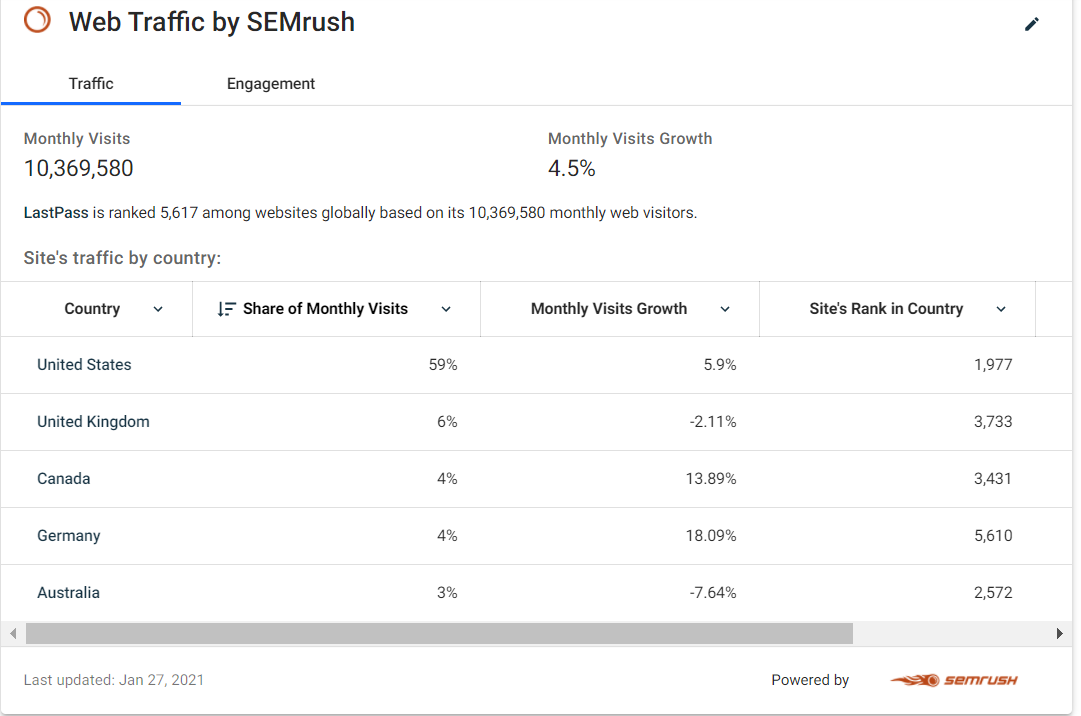 Web Traffic by SEMrush
Traffic Engagement
Monthly Visits Monthly Visits Growth
10,369,580 4.5%
LastPass is ranked 5,617 among websites globally based on its 10,369,580 monthly web visitors.
Site's traffic by country:
Country Share of Monthly Visits Monthly Visits Growth Site's Rank in Country
United States 59% 5.9% 1,977
United Kingdom 6% -2.11% 3,733
Canada 4% 13.89% 3,431
Germany 4% 18.09% 5,610
Australia 3% -7.64% 2,572
Last updated: Jan 27, 2021 Powered by semrush